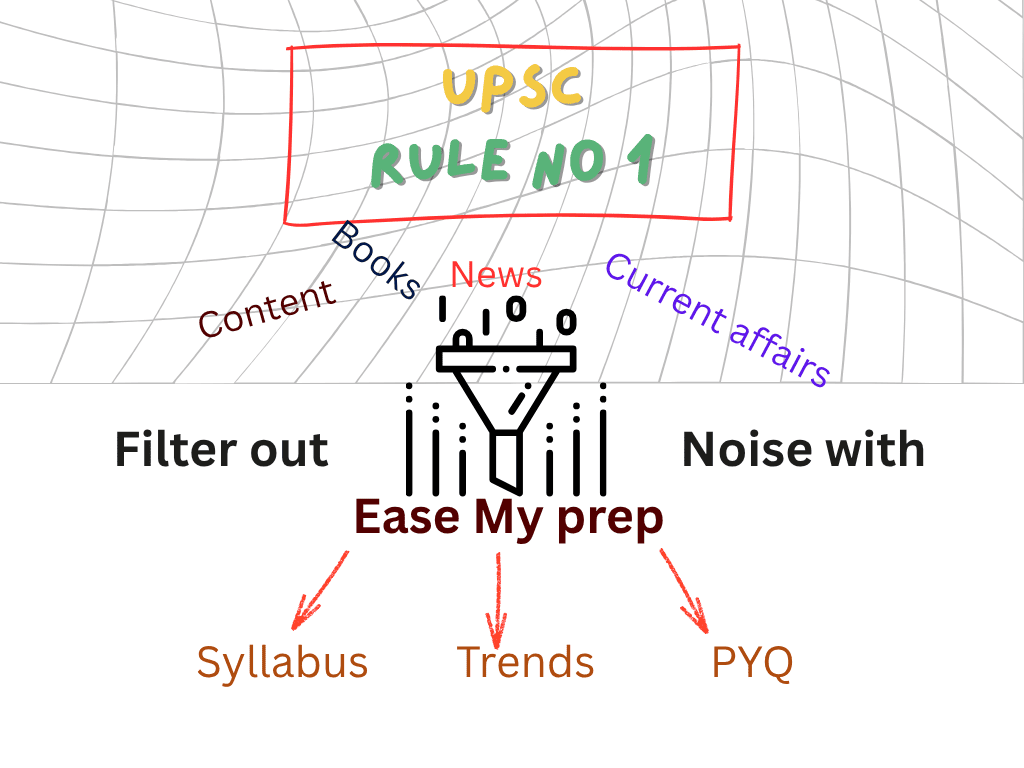 UPSC
RULE NO 1
Books
News
Current affairs
Content
Filter out
Noise with
Ease My prep
Syllabus
Trends
PYQ